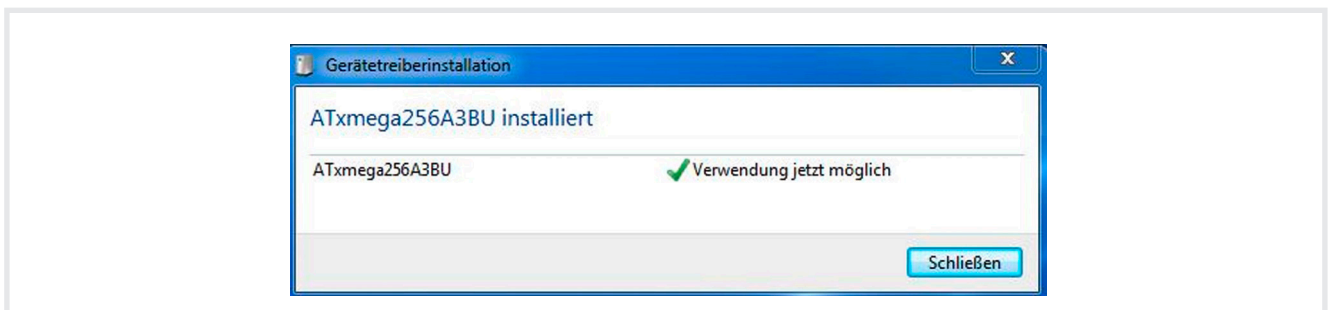 Gerätetreiberinstallation
ATxmega256A3BU installiert
ATxmega256A3BU Verwendung jetzt möglich
Schließen